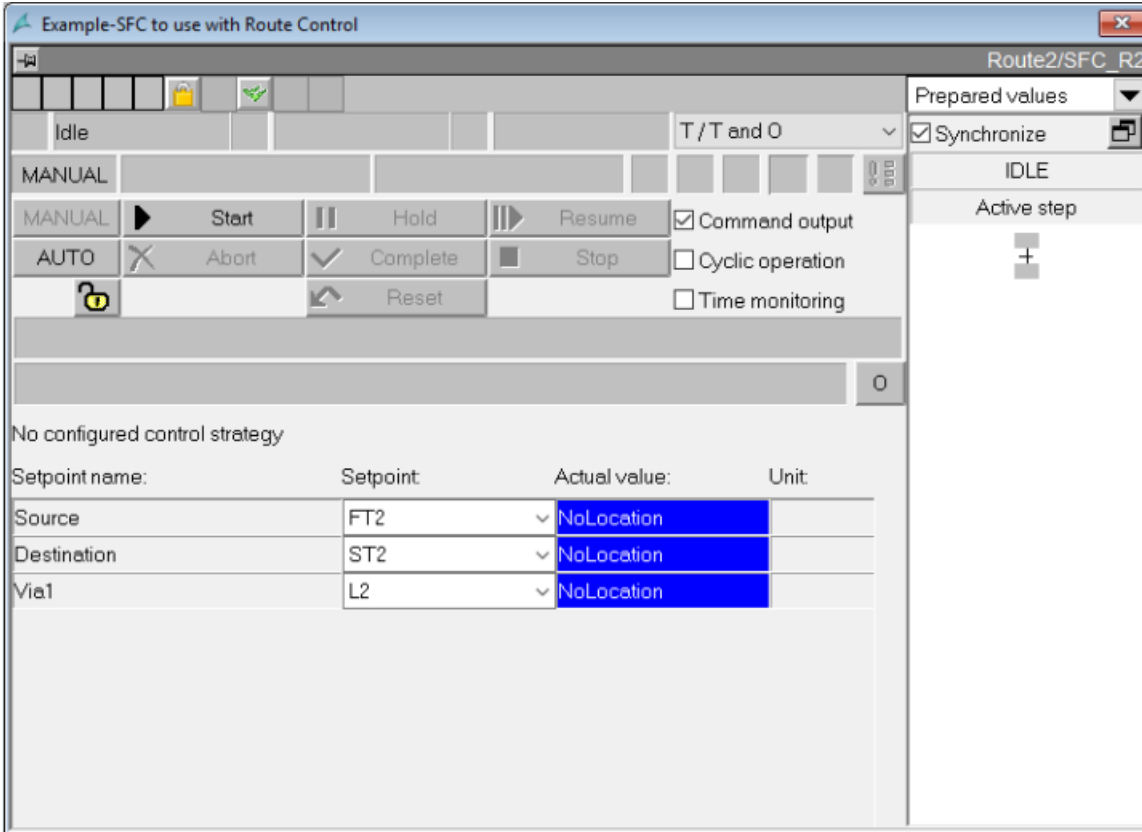 Example-SFC to use with Route Control
Route2/SFC_R2
Prepared values
Idle
T / T and O
Synchronize
MANUAL
IDLE
MANUAL Start Hold Resume Command output
Active step
AUTO Abort Complete Stop Cyclic operation
Reset Time monitoring
O
No configured control strategy
Setpoint name: Setpoint: Actual value: Unit:
Source FT2 NoLocation
Destination ST2 NoLocation
Via1 L2 NoLocation